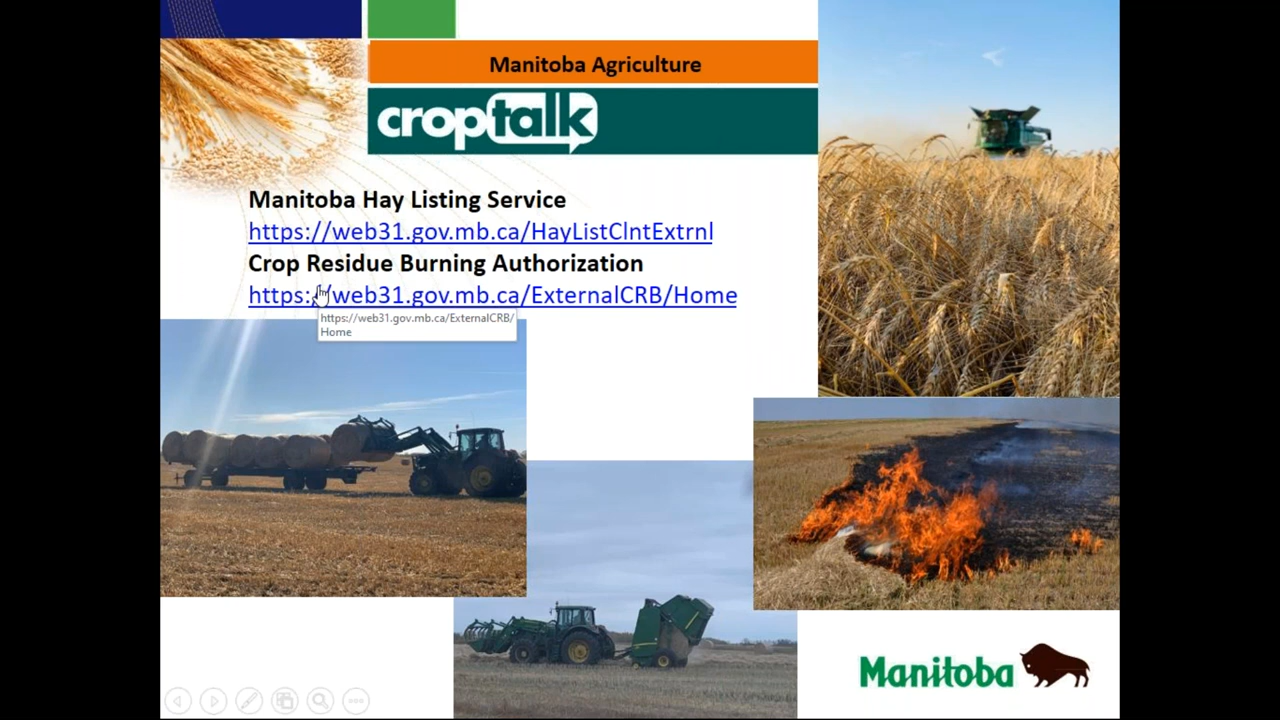 Manitoba Agriculture
croptalk
Manitoba Hay Listing Service
https://web31.gov.mb.ca/HayListClntExtrnl
Crop Residue Burning Authorization
https://web31.gov.mb.ca/ExternalCRB/Home
https://web31.gov.mb.ca/ExternalCRB/
Home
Manitoba